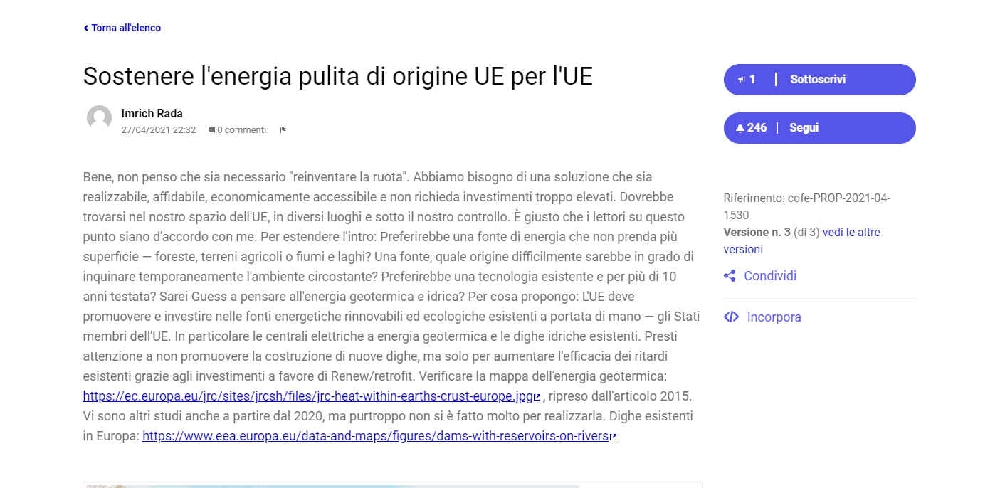 Torna all'elenco
Sostenere l'energia pulita di origine UE per l'UE
Imrich Rada
27/04/2021 22:32 0 commenti
Bene, non penso che sia necessario "reinventare la ruota". Abbiamo bisogno di una soluzione che sia
realizzabile, affidabile, economicamente accessibile e non richieda investimenti troppo elevati. Dovrebbe
trovarsi nel nostro spazio dell'UE, in diversi luoghi e sotto il nostro controllo. È giusto che i lettori su questo
punto siano d'accordo con me. Per estendere l'intro: Preferirebbe una fonte di energia che non prenda più
superficie — foreste, terreni agricoli o fiumi e laghi? Una fonte, quale origine difficilmente sarebbe in grado di
inquinare temporaneamente l'ambiente circostante? Preferirebbe una tecnologia esistente e per più di 10
anni testata? Sarei Guess a pensare all'energia geotermica e idrica? Per cosa propongo: L'UE deve
promuovere e investire nelle fonti energetiche rinnovabili ed ecologiche esistenti a portata di mano — gli Stati
membri dell'UE. In particolare le centrali elettriche a energia geotermica e le dighe idriche esistenti. Presti
attenzione a non promuovere la costruzione di nuove dighe, ma solo per aumentare l'efficacia dei ritardi
esistenti grazie agli investimenti a favore di Renew/retrofit. Verificare la mappa dell'energia geotermica:
https://ec.europa.eu/jrc/sites/jrcsh/files/jrc-heat-within-earths-crust-europe.jpg , ripreso dall'articolo 2015.
Vi sono altri studi anche a partire dal 2020, ma purtroppo non si è fatto molto per realizzarla. Dighe esistenti
in Europa: https://www.eea.europa.eu/data-and-maps/figures/dams-with-reservoirs-on-rivers
1 Sottoscrivi
246 Segui
Riferimento: cofe-PROP-2021-04-
1530
Versione n. 3 (di 3) vedi le altre
versioni
Condividi
Incorpora